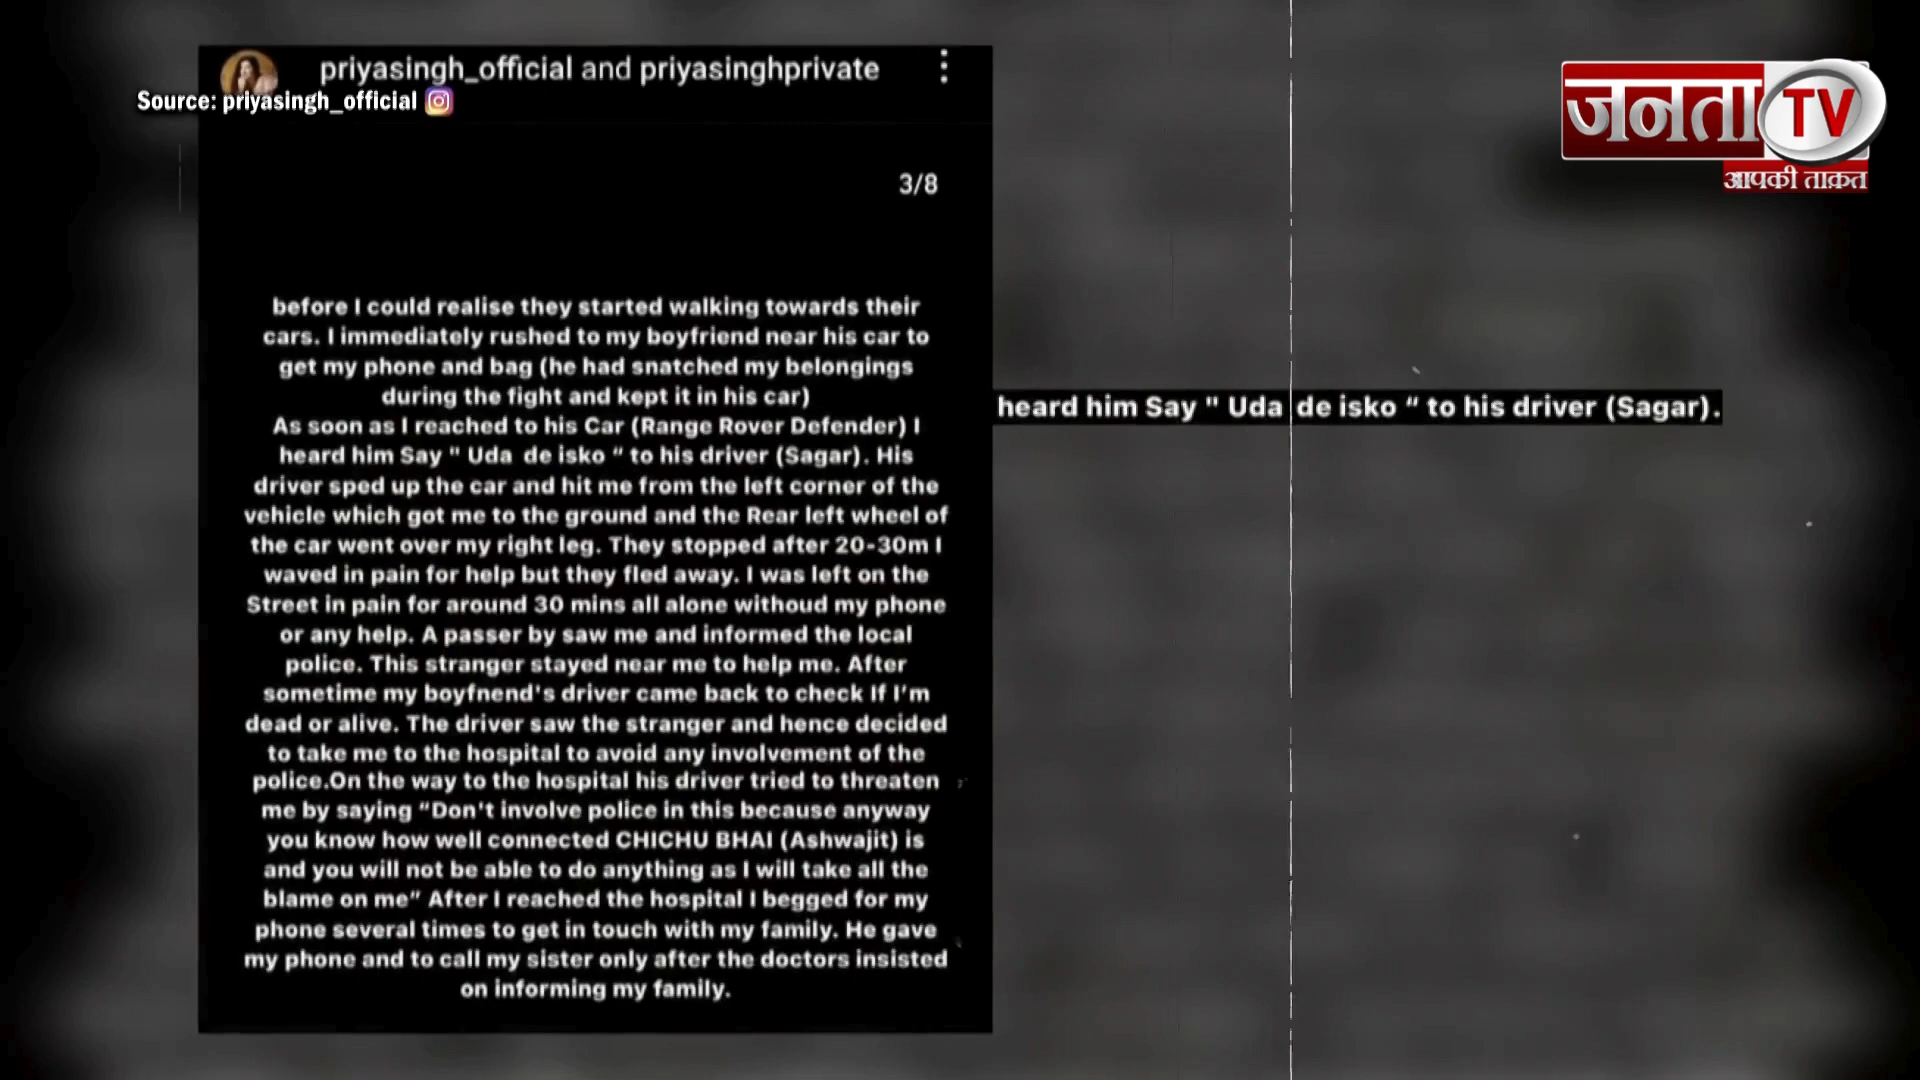 priyasingh_official and priyasinghprivate
Source: priyasingh_official
जनता TV
आपकी ताक़त
3/8
before I could realise they started walking towards their
cars. I immediately rushed to my boyfriend near his car to
get my phone and bag (he had snatched my belongings
during the fight and kept it in his car)
As soon as I reached to his Car (Range Rover Defender) I
heard him Say " Uda de isko “ to his driver (Sagar). His
driver sped up the car and hit me from the left corner of the
vehicle which got me to the ground and the Rear left wheel of
the car went over my right leg. They stopped after 20-30m I
waved in pain for help but they fled away. I was left on the
Street in pain for around 30 mins all alone withoud my phone
or any help. A passer by saw me and informed the local
police. This stranger stayed near me to help me. After
sometime my boyfnend's driver came back to check If I’m
dead or alive. The driver saw the stranger and hence decided
to take me to the hospital to avoid any involvement of the
police.On the way to the hospital his driver tried to threaten
me by saying “Don't involve police in this because anyway
you know how well connected CHICHU BHAI (Ashwajit) is
and you will not be able to do anything as I will take all the
blame on me” After I reached the hospital I begged for my
phone several times to get in touch with my family. He gave
my phone and to call my sister only after the doctors insisted
on informing my family.
heard him Say " Uda de isko “ to his driver (Sagar).